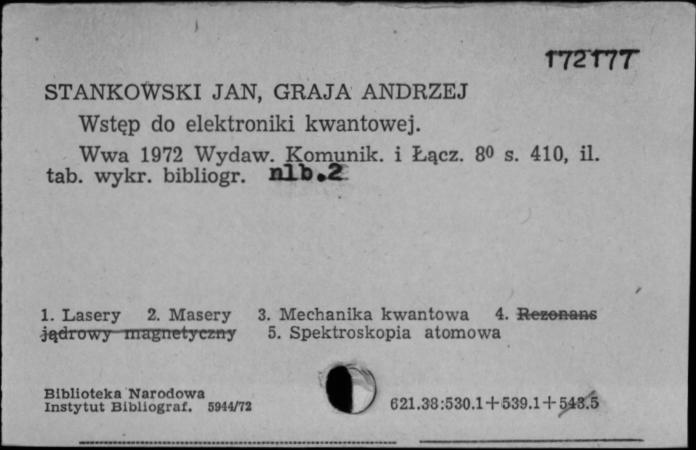 172177
STANKOWSKI JAN, GRAJA ANDRZEJ
Wstęp do elektroniki kwantowej.
Wwa 1972 Wydaw. Komunik. i Łącz. 8⁰ s. 410, il.
tab. wykr. bibliogr. nlb.2
1. Lasery 2. Masery 3. Mechanika kwantowa 4. Rezonans
jądrowy magnetyczny 5. Spektroskopia atomowa
Biblioteka Narodowa
Instytut Bibliograf. 5944/72
621.38:530.1+539.1+543.5